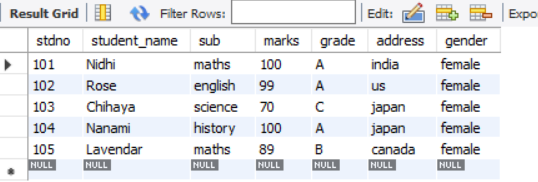 Result Grid Filter Rows: Edit: Expo
stdno student_name sub marks grade address gender
101 Nidhi maths 100 A india female
102 Rose english 99 A us female
103 Chihaya science 70 C japan female
104 Nanami history 100 A japan female
105 Lavendar maths 89 B canada female
NULL NULL NULL NULL NULL NULL NULL